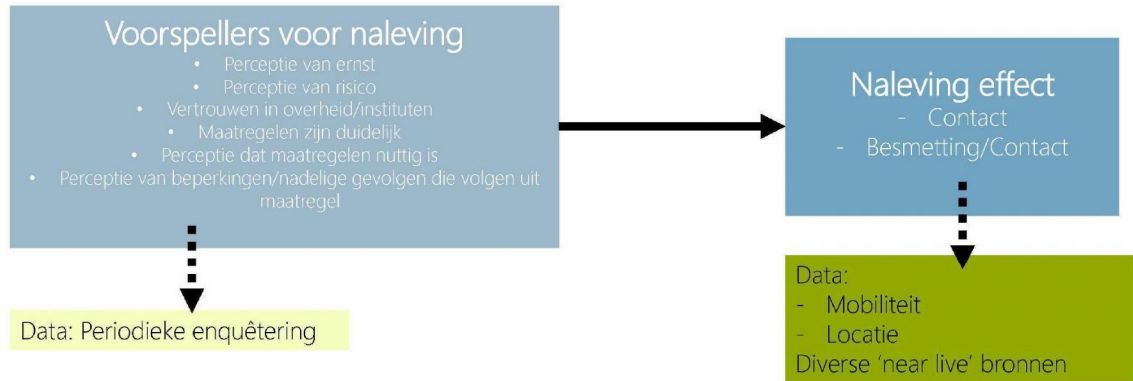 Voorspellers voor naleving
• Perceptie van ernst
• Perceptie van risico
• Vertrouwen in overheid/instituten
• Maatregelen zijn duidelijk
• Perceptie dat maatregelen nuttig is
• Perceptie van beperkingen/nadelige gevolgen die volgen uit
maatregel
Data: Periodieke enquêtering
Naleving effect
- Contact
- Besmetting/Contact
Data:
- Mobiliteit
- Locatie
Diverse ‘near live’ bronnen